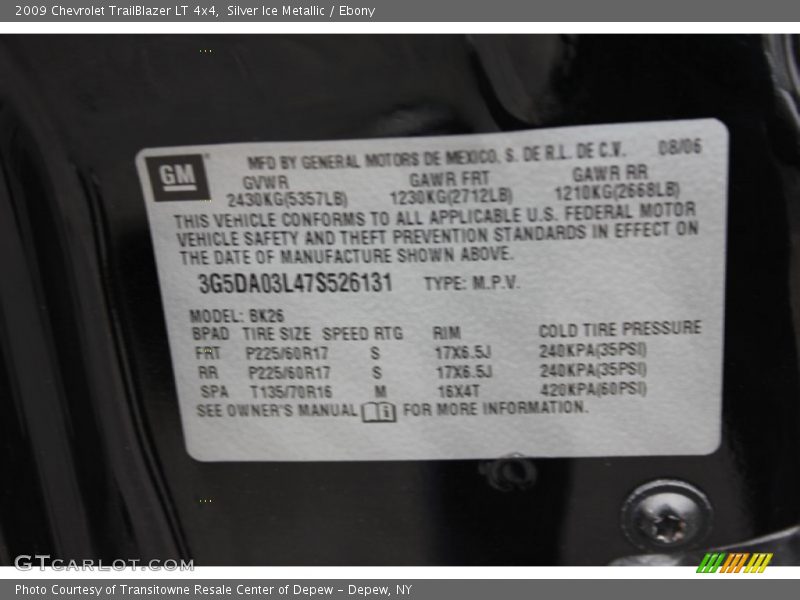 2009 Chevrolet TrailBlazer LT 4x4,  Silver Ice Metallic / Ebony
GM MFD BY GENERAL MOTORS DE MEXICO, S. DE R.L. DE C.V. 08/06
GVWR GAWR FRT GAWR RR
2430KG(5357LB) 1230KG(2712LB) 1210KG(2668LB)
THIS VEHICLE CONFORMS TO ALL APPLICABLE U.S. FEDERAL MOTOR
VEHICLE SAFETY AND THEFT PREVENTION STANDARDS IN EFFECT ON
THE DATE OF MANUFACTURE SHOWN ABOVE.
3G5DA03L47S526131 TYPE: M.P.V.
MODEL: BK26
BPAD TIRE SIZE SPEED RTG RIM COLD TIRE PRESSURE
FRT P225/60R17 S 17X6.5J 240KPA(35PSI)
RR P225/60R17 S 17X6.5J 240KPA(35PSI)
SPA T135/70R16 M 16X4T 420KPA(60PSI)
SEE OWNER'S MANUAL FOR MORE INFORMATION.
GTCARLOT.COM
Photo Courtesy of Transitowne Resale Center of Depew – Depew, NY